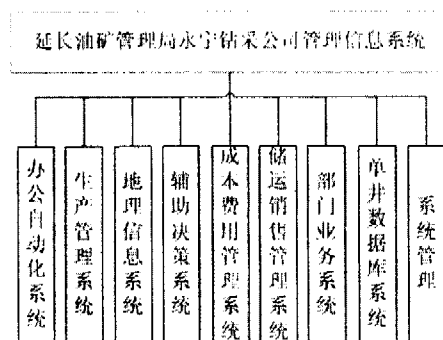 延长油矿管理局永宁钻采公司管理信息系统
办公自动化系统
生产管理系统
地理信息系统
辅助决策系统
成本费用管理系统
储运销售管理系统
部门业务系统
单井数据库系统
系统管理